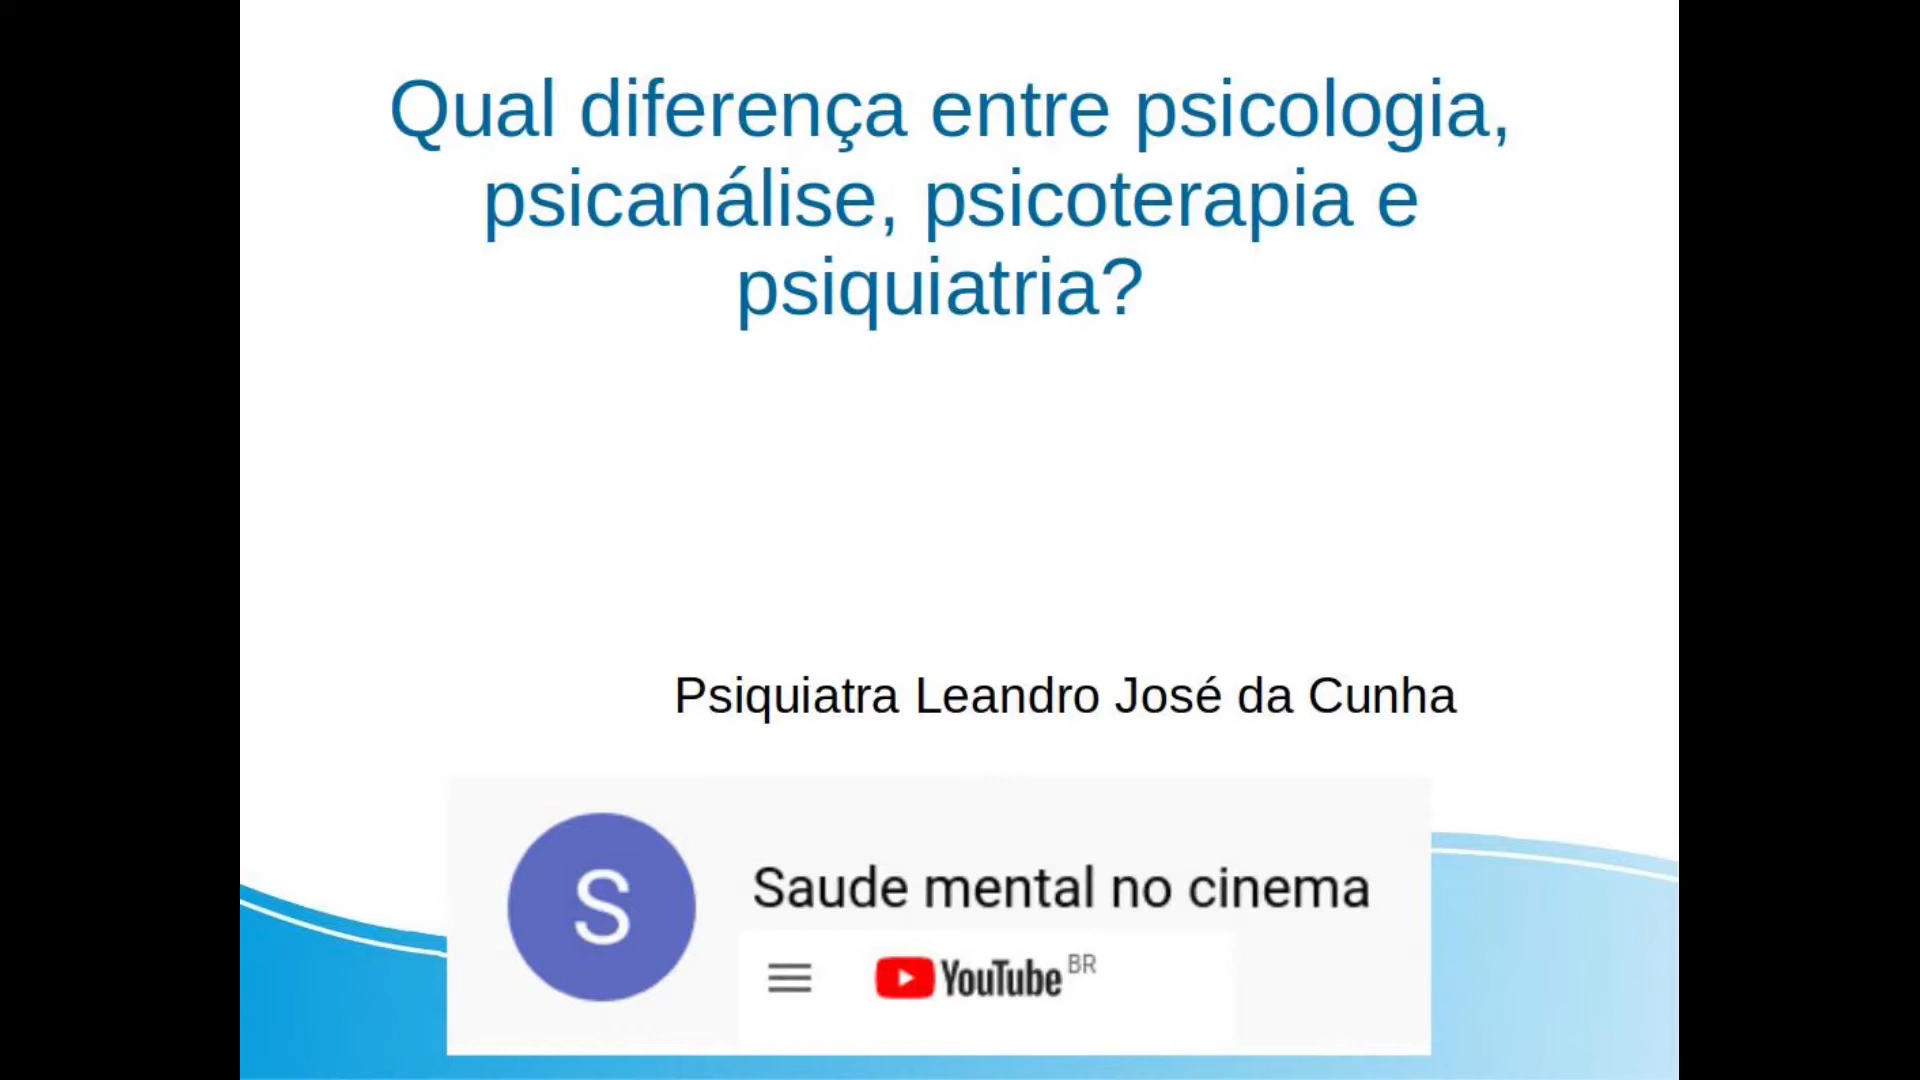 Qual diferença entre psicologia,
psicanálise, psicoterapia e
psiquiatria?
Psiquiatra Leandro José da Cunha
S
Saude mental no cinema
YouTube BR